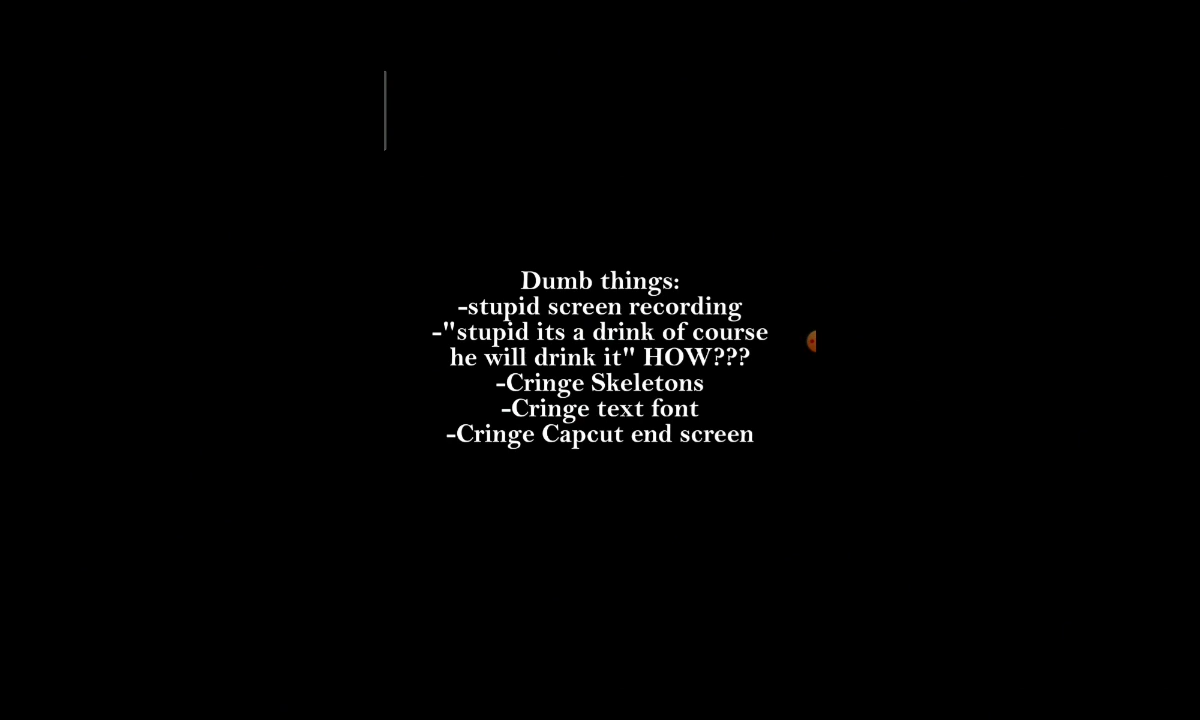 Dumb things:
-stupid screen recording
-"stupid its a drink of course
he will drink it" HOW???
-Cringe Skeletons
-Cringe text font
-Cringe Capcut end screen